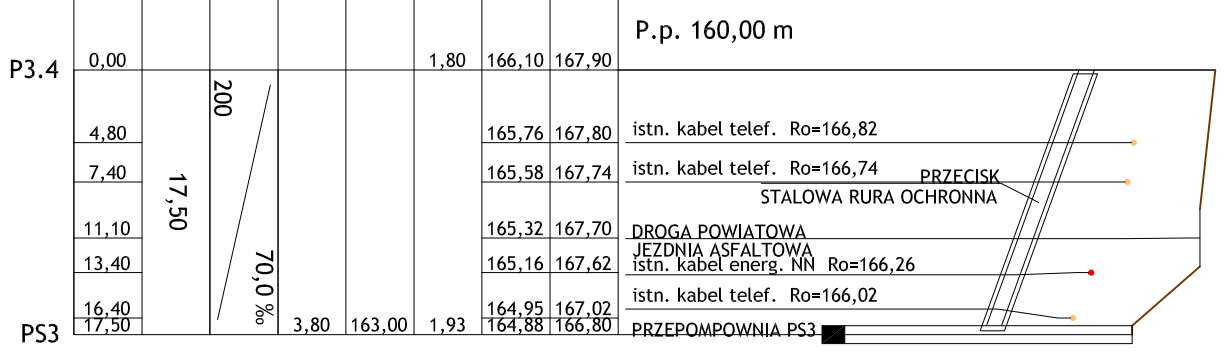 P.p. 160,00 m
P3.4 0,00 1,80 166,10 167,90
200
4,80 165,76 167,80 istn. kabel telef. Ro=166,82
7,40 165,58 167,74 istn. kabel telef. Ro=166,74
PRZECISK
STALOWA RURA OCHRONNA
17,50
11,10 165,32 167,70 DROGA POWIATOWA
JEZDNIA ASFALTOWA
13,40 165,16 167,62 istn. kabel energ. NN Ro=166,26
70,0 ‰
16,40 164,95 167,02 istn. kabel telef. Ro=166,02
PS3 17,50 3,80 163,00 1,93 164,88 166,80 PRZEPOMPOWNIA PS3